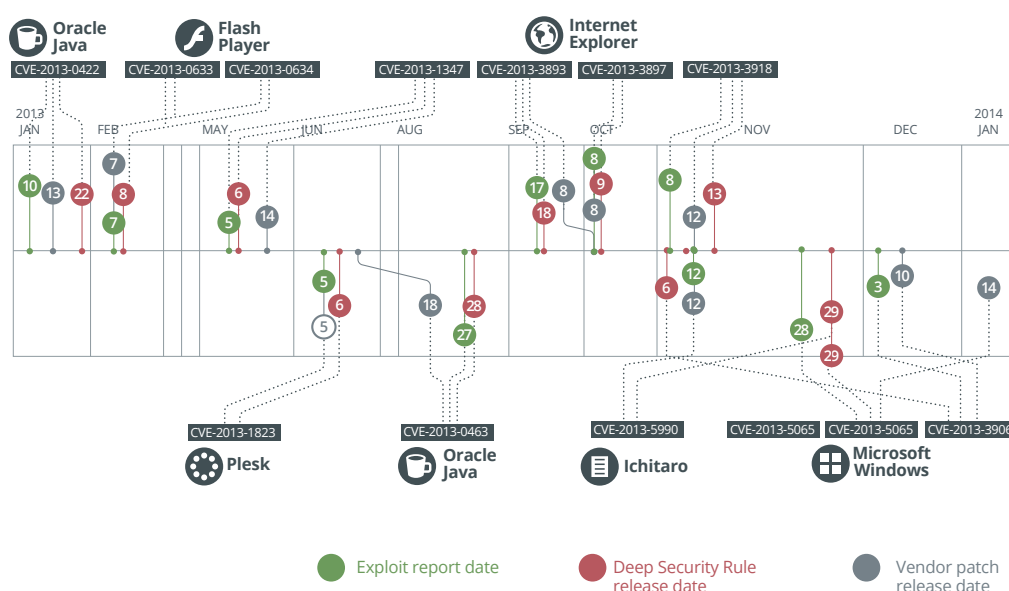 Oracle
Java
Flash
Player
Internet
Explorer
CVE-2013-0422
CVE-2013-0633
CVE-2013-0634
CVE-2013-1347
CVE-2013-3893
CVE-2013-3897
CVE-2013-3918
2013
JAN
FEB
MAY
JUN
AUG
SEP
OCT
NOV
DEC
2014
JAN
10
13
22
7
8
7
6
5
14
17
18
8
8
9
8
8
12
13
5
6
5
18
28
27
6
12
12
28
29
29
3
10
14
CVE-2013-1823
CVE-2013-0463
CVE-2013-5990
CVE-2013-5065
CVE-2013-5065
CVE-2013-3906
Plesk
Oracle
Java
Ichitaro
Microsoft
Windows
Exploit report date
Deep Security Rule
release date
Vendor patch
release date